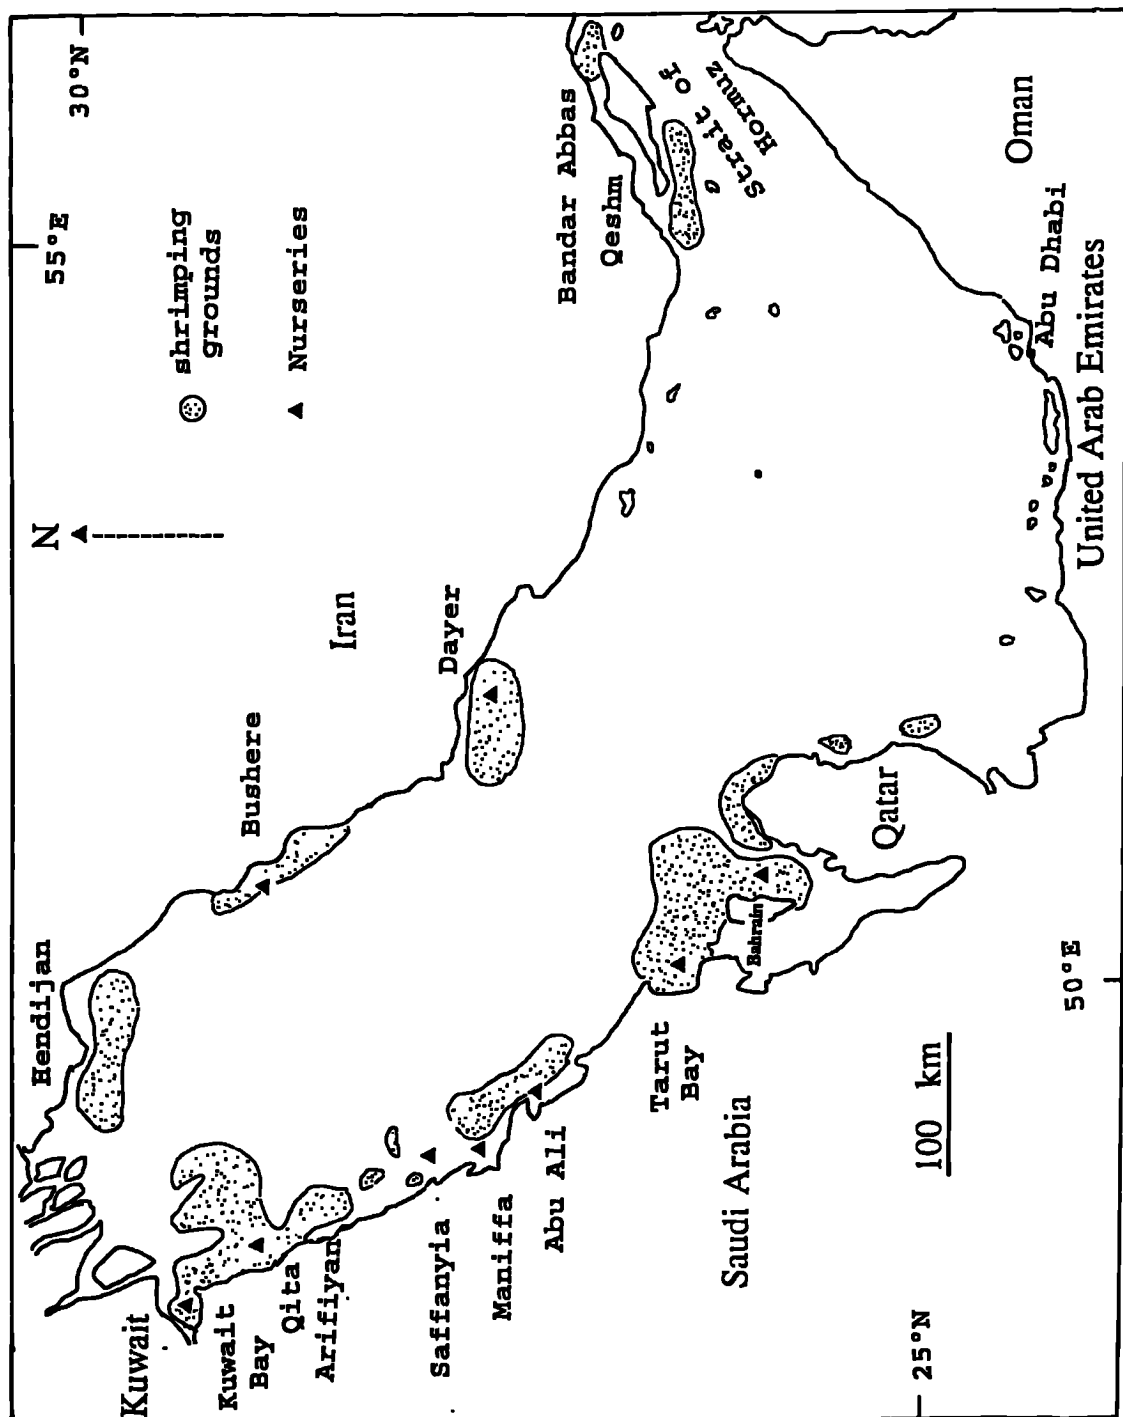 30°N
55°E
shrimping
grounds
Nurseries
N
Iran
Bandar Abbas
Qeshm
Strait of
Hormuz
Oman
Abu Dhabi
United Arab Emirates
Dayer
Bushere
Hendijan
Qatar
Bahrain
Tarut
Bay
Saudi Arabia
Abu Ali
Maniffa
Saffanyia
Qita
Arifiyan
Kuwait
Bay
Kuwait
50°E
100 km
25°N